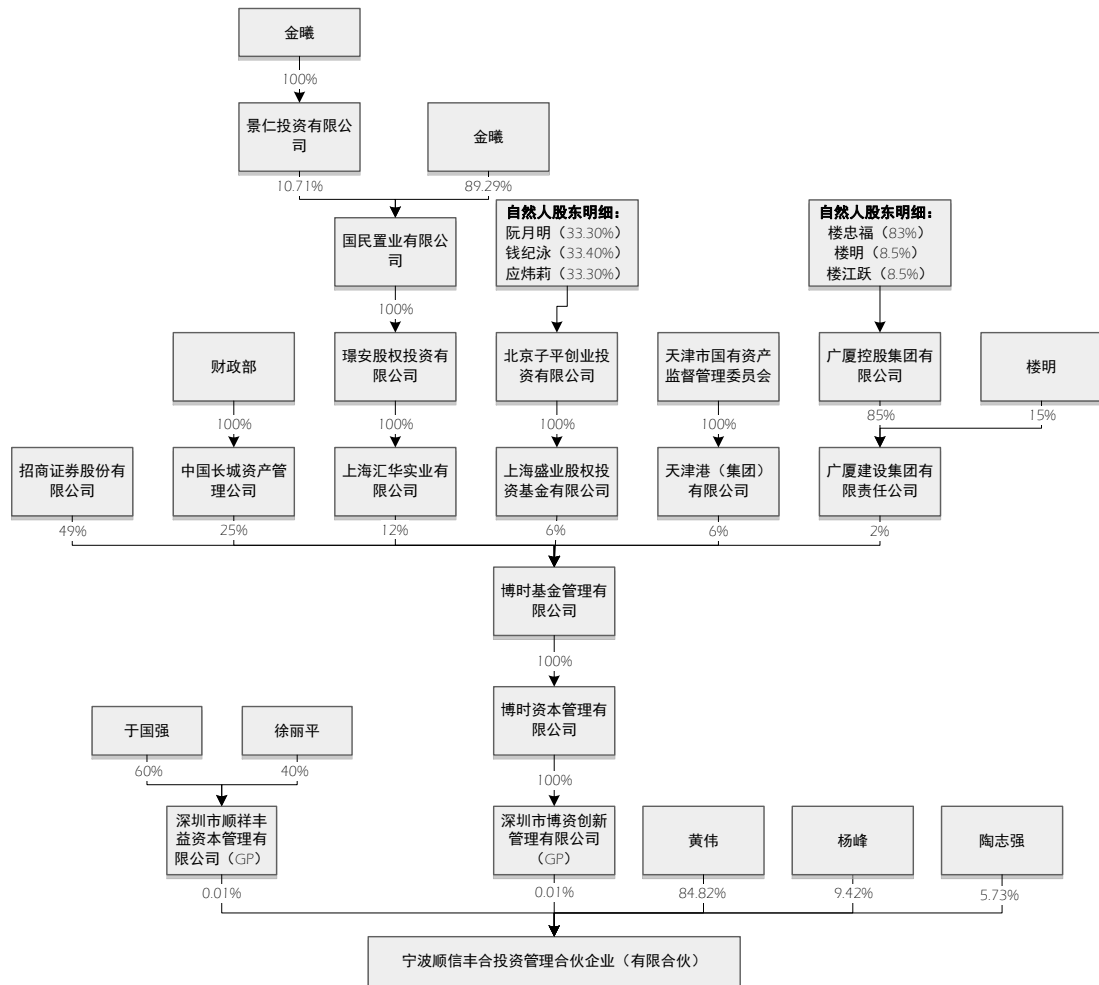 金曦
100%
景仁投资有限公
司
金曦
10.71%
89.29%
国民置业有限公
司
自然人股东明细：
阮月明（33.30%）
钱纪泳（33.40%）
应炜莉（33.30%）
自然人股东明细：
楼忠福（83%）
楼明（8.5%）
楼江跃（8.5%）
100%
财政部
璟安股权投资有
限公司
北京子平创业投
资有限公司
天津市国有资产
监督管理委员会
广厦控股集团有
限公司
楼明
100%
100%
100%
100%
85%
15%
招商证券股份有
限公司
中国长城资产管
理公司
上海汇华实业有
限公司
上海盛业股权投
资基金有限公司
天津港（集团）
有限公司
广厦建设集团有
限责任公司
49%
25%
12%
6%
6%
2%
博时基金管理有
限公司
100%
博时资本管理有
限公司
于国强
徐丽平
60%
40%
100%
深圳市顺祥丰
益资本管理有
限公司（GP）
深圳市博资创新
管理有限公司
（GP）
黄伟
杨峰
陶志强
0.01%
0.01%
84.82%
9.42%
5.73%
宁波顺信丰合投资管理合伙企业（有限合伙）